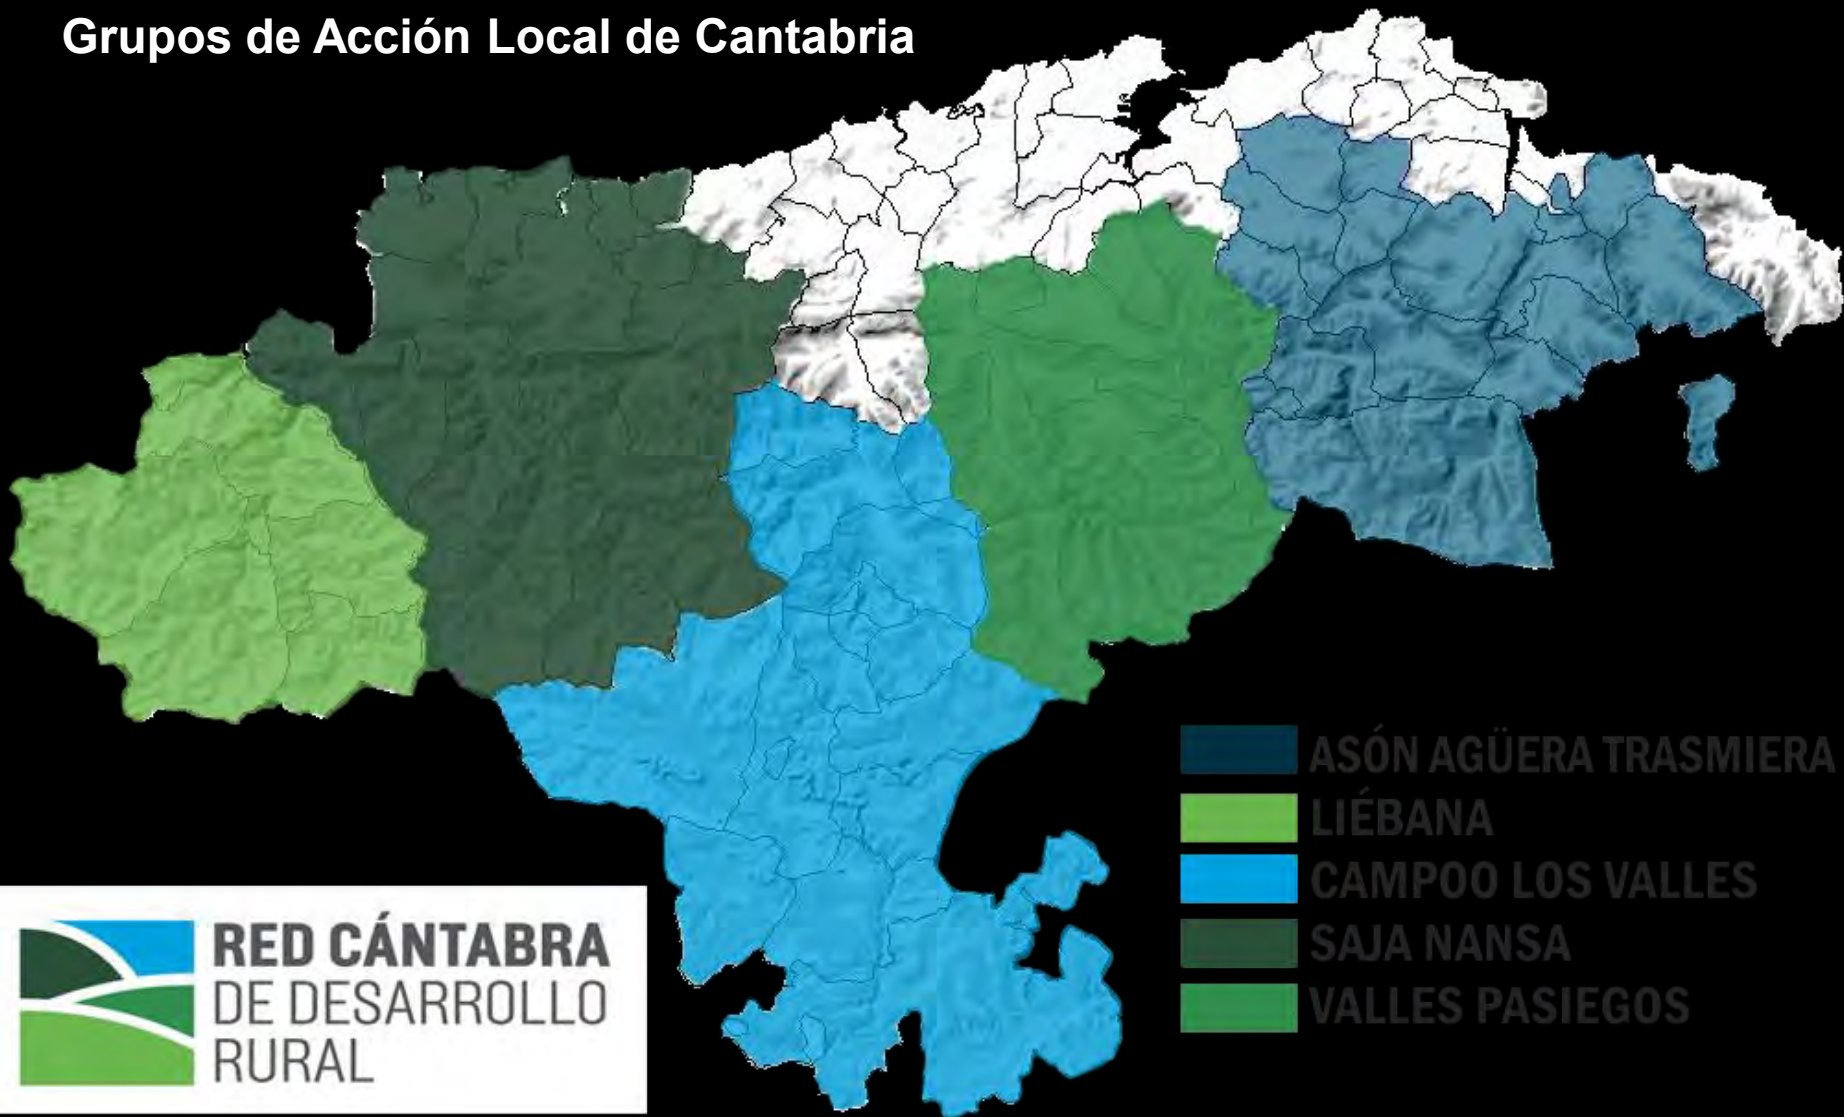 Grupos de Acción Local de Cantabria
ASÓN AGÜERA TRASMIERA
LIÉBANA
CAMPOO LOS VALLES
SAJA NANSA
VALLES PASIEGOS
RED CÁNTABRA
DE DESARROLLO
RURAL